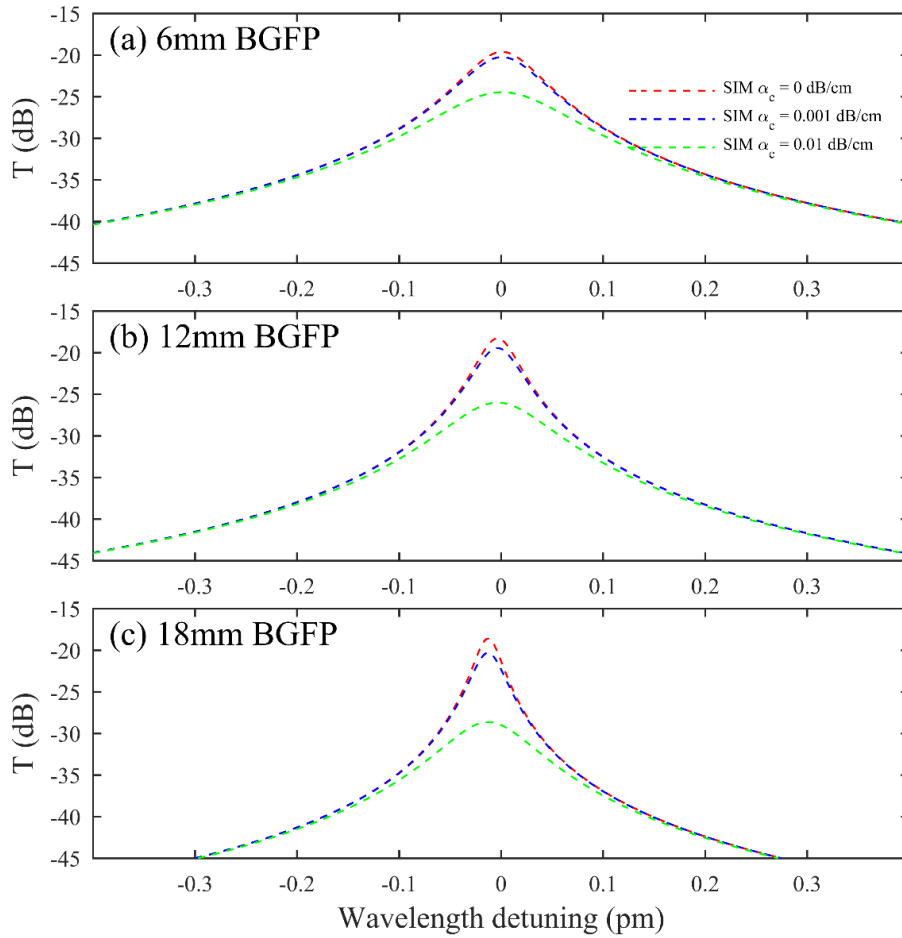 (a) 6mm BGFP
-15
-20
-25
-30
-35
-40
-45
T (dB)
SIM α_c = 0 dB/cm
SIM α_c = 0.001 dB/cm
SIM α_c = 0.01 dB/cm
-0.3 -0.2 -0.1 0 0.1 0.2 0.3
(b) 12mm BGFP
-15
-20
-25
-30
-35
-40
-45
T (dB)
-0.3 -0.2 -0.1 0 0.1 0.2 0.3
(c) 18mm BGFP
-15
-20
-25
-30
-35
-40
-45
T (dB)
-0.3 -0.2 -0.1 0 0.1 0.2 0.3
Wavelength detuning (pm)